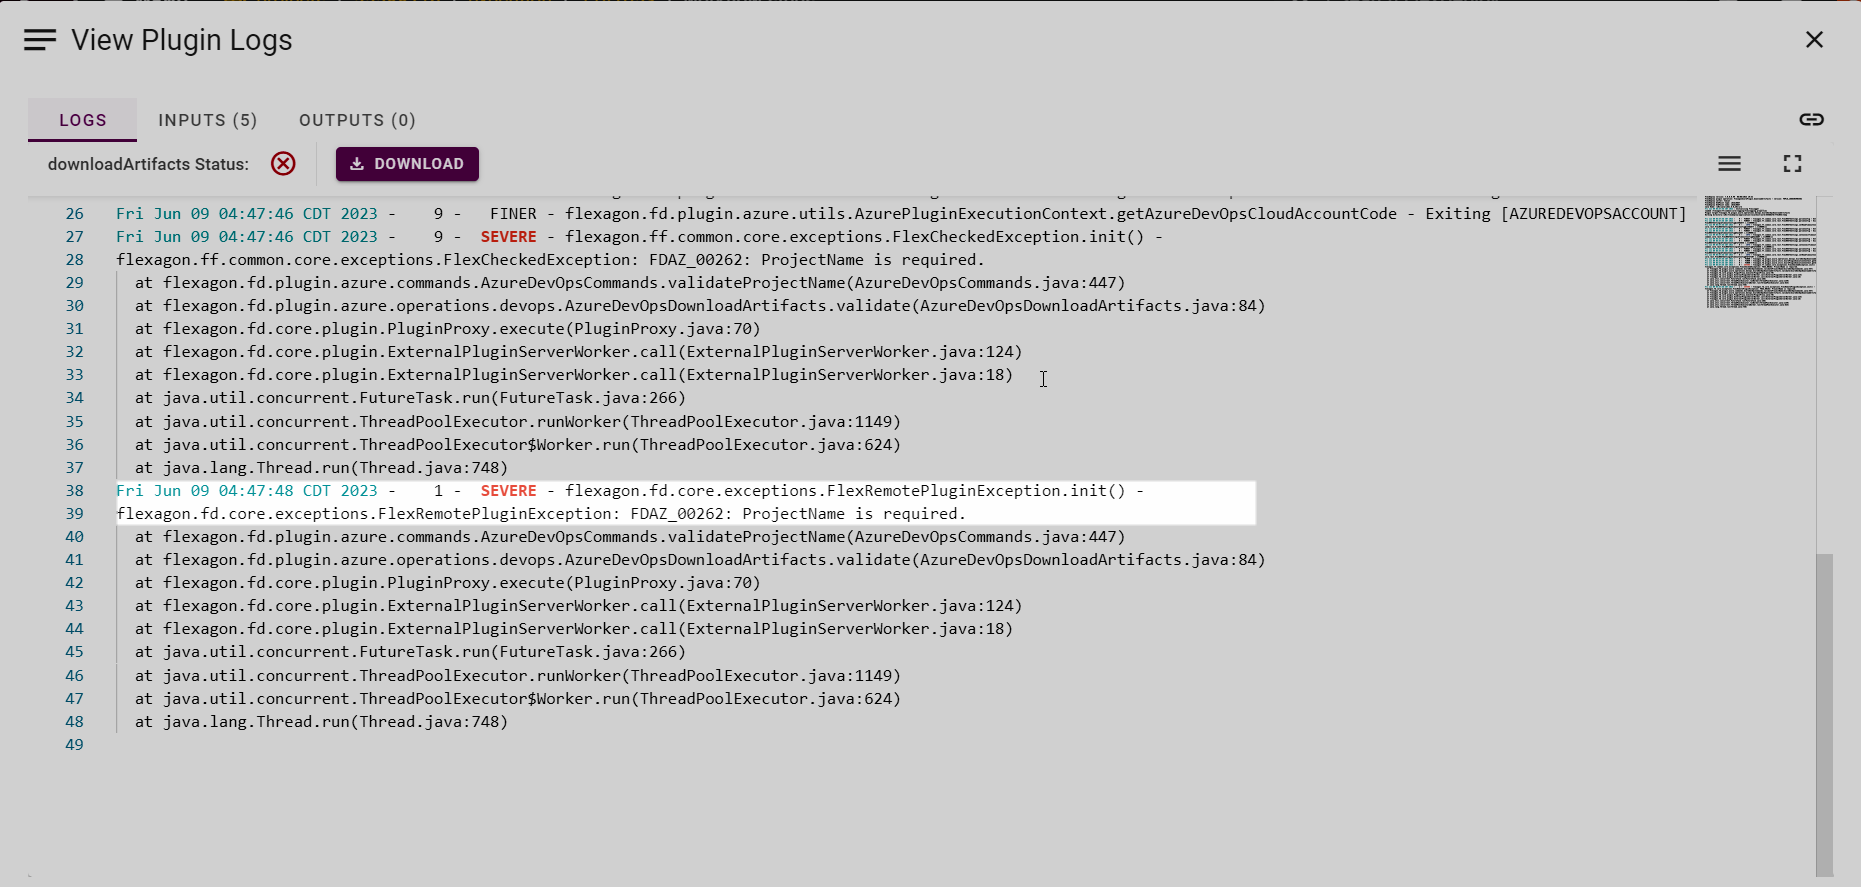 View Plugin Logs
LOGS INPUTS (5) OUTPUTS (0)
downloadArtifacts Status: DOWNLOAD
26 Fri Jun 09 04:47:46 CDT 2023 - 9 - FINER - flexagon.fd.plugin.azure.utils.AzurePluginExecutionContext.getAzureDevOpsCloudAccountCode - Exiting [AZUREDEVOPSACCOUNT]
27 Fri Jun 09 04:47:46 CDT 2023 - 9 - SEVERE - flexagon.ff.common.core.exceptions.FlexCheckedException.init() -
28 flexagon.ff.common.core.exceptions.FlexCheckedException: FDAZ_00262: ProjectName is required.
29 at flexagon.fd.plugin.azure.commands.AzureDevOpsCommands.validateProjectName(AzureDevOpsCommands.java:447)
30 at flexagon.fd.plugin.azure.operations.devops.AzureDevOpsDownloadArtifacts.validate(AzureDevOpsDownloadArtifacts.java:84)
31 at flexagon.fd.core.plugin.PluginProxy.execute(PluginProxy.java:70)
32 at flexagon.fd.core.plugin.ExternalPluginServerWorker.call(ExternalPluginServerWorker.java:124)
33 at flexagon.fd.core.plugin.ExternalPluginServerWorker.call(ExternalPluginServerWorker.java:18)
34 at java.util.concurrent.FutureTask.run(FutureTask.java:266)
35 at java.util.concurrent.ThreadPoolExecutor.runWorker(ThreadPoolExecutor.java:1149)
36 at java.util.concurrent.ThreadPoolExecutor$Worker.run(ThreadPoolExecutor.java:624)
37 at java.lang.Thread.run(Thread.java:748)
38 Fri Jun 09 04:47:48 CDT 2023 - 1 - SEVERE - flexagon.fd.core.exceptions.FlexRemotePluginException.init() -
39 flexagon.fd.core.exceptions.FlexRemotePluginException: FDAZ_00262: ProjectName is required.
40 at flexagon.fd.plugin.azure.commands.AzureDevOpsCommands.validateProjectName(AzureDevOpsCommands.java:447)
41 at flexagon.fd.plugin.azure.operations.devops.AzureDevOpsDownloadArtifacts.validate(AzureDevOpsDownloadArtifacts.java:84)
42 at flexagon.fd.core.plugin.PluginProxy.execute(PluginProxy.java:70)
43 at flexagon.fd.core.plugin.ExternalPluginServerWorker.call(ExternalPluginServerWorker.java:124)
44 at flexagon.fd.core.plugin.ExternalPluginServerWorker.call(ExternalPluginServerWorker.java:18)
45 at java.util.concurrent.FutureTask.run(FutureTask.java:266)
46 at java.util.concurrent.ThreadPoolExecutor.runWorker(ThreadPoolExecutor.java:1149)
47 at java.util.concurrent.ThreadPoolExecutor$Worker.run(ThreadPoolExecutor.java:624)
48 at java.lang.Thread.run(Thread.java:748)
49